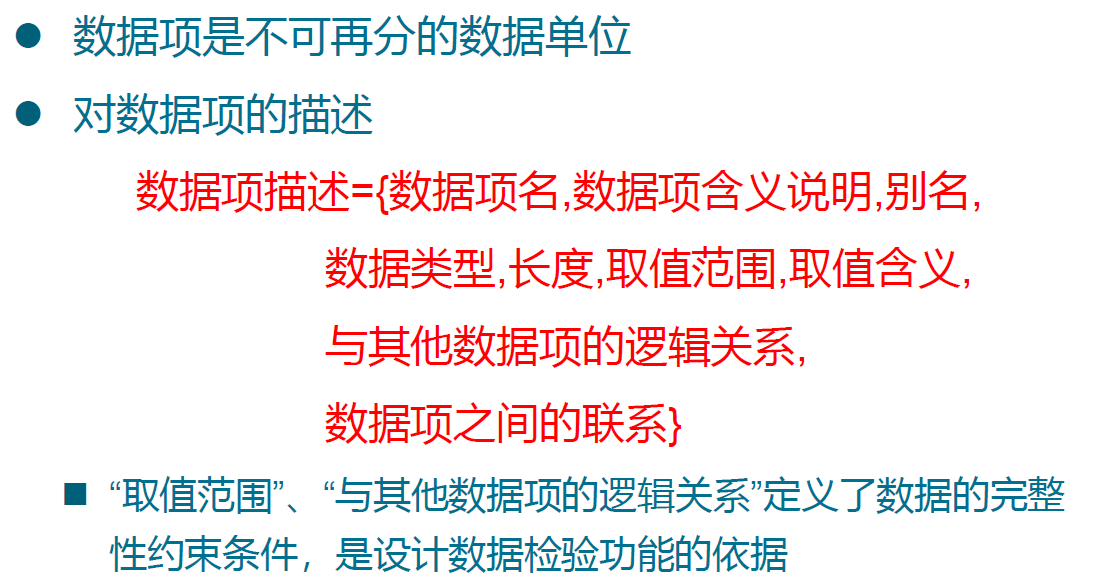 数据项是不可再分的数据单位
对数据项的描述
数据项描述={数据项名,数据项含义说明,别名,
数据类型,长度,取值范围,取值含义,
与其他数据项的逻辑关系,
数据项之间的联系}
“取值范围”、“与其他数据项的逻辑关系”定义了数据的完整
性约束条件，是设计数据检验功能的依据